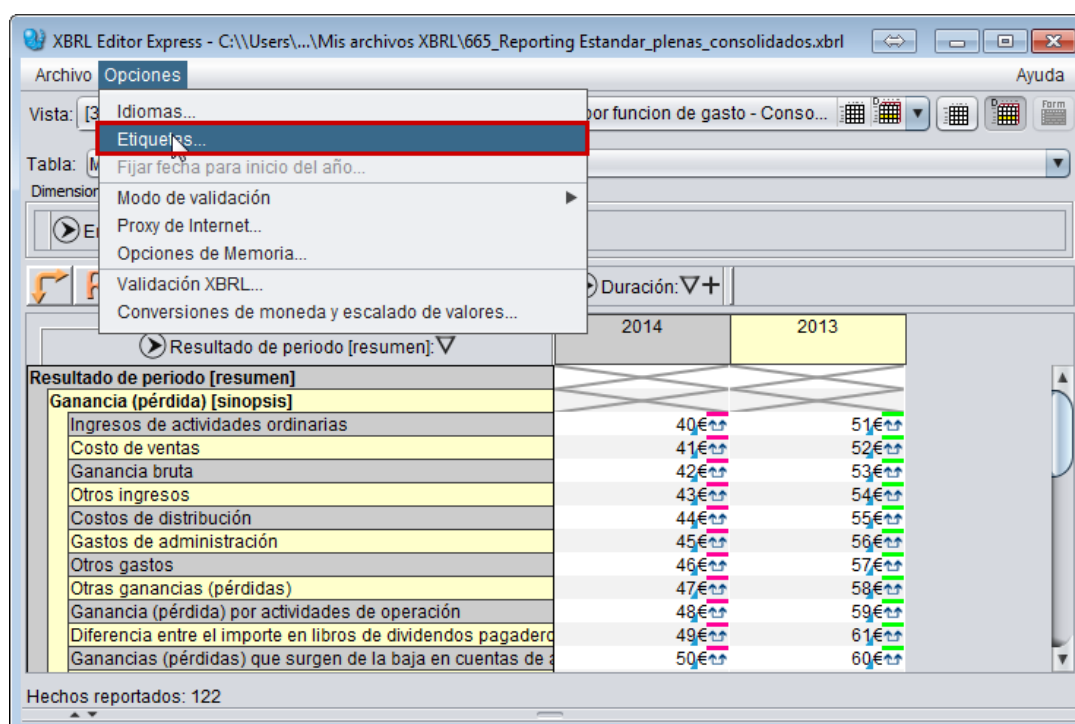 XBRL Editor Express - C:\\Users\...\Mis archivos XBRL\665_Reporting Estandar_plenas_consolidados.xbrl
Archivo Opciones Ayuda
Vista: [3 por funcion de gasto - Conso... Form
Idiomas...
Etiquetas...
Tabla: M
Fijar fecha para inicio del año...
Dimension
Modo de validación
Proxy de Internet...
Opciones de Memoria...
Validación XBRL...
Duración:
Conversiones de moneda y escalado de valores...
Resultado de periodo [resumen]: 2014 2013
Resultado de periodo [resumen]
Ganancia (pérdida) [sinopsis]
Ingresos de actividades ordinarias 40€ 51€
Costo de ventas 41€ 52€
Ganancia bruta 42€ 53€
Otros ingresos 43€ 54€
Costos de distribución 44€ 55€
Gastos de administración 45€ 56€
Otros gastos 46€ 57€
Otras ganancias (pérdidas) 47€ 58€
Ganancia (pérdida) por actividades de operación 48€ 59€
Diferencia entre el importe en libros de dividendos pagadero 49€ 61€
Ganancias (pérdidas) que surgen de la baja en cuentas de a 50€ 60€
Hechos reportados: 122